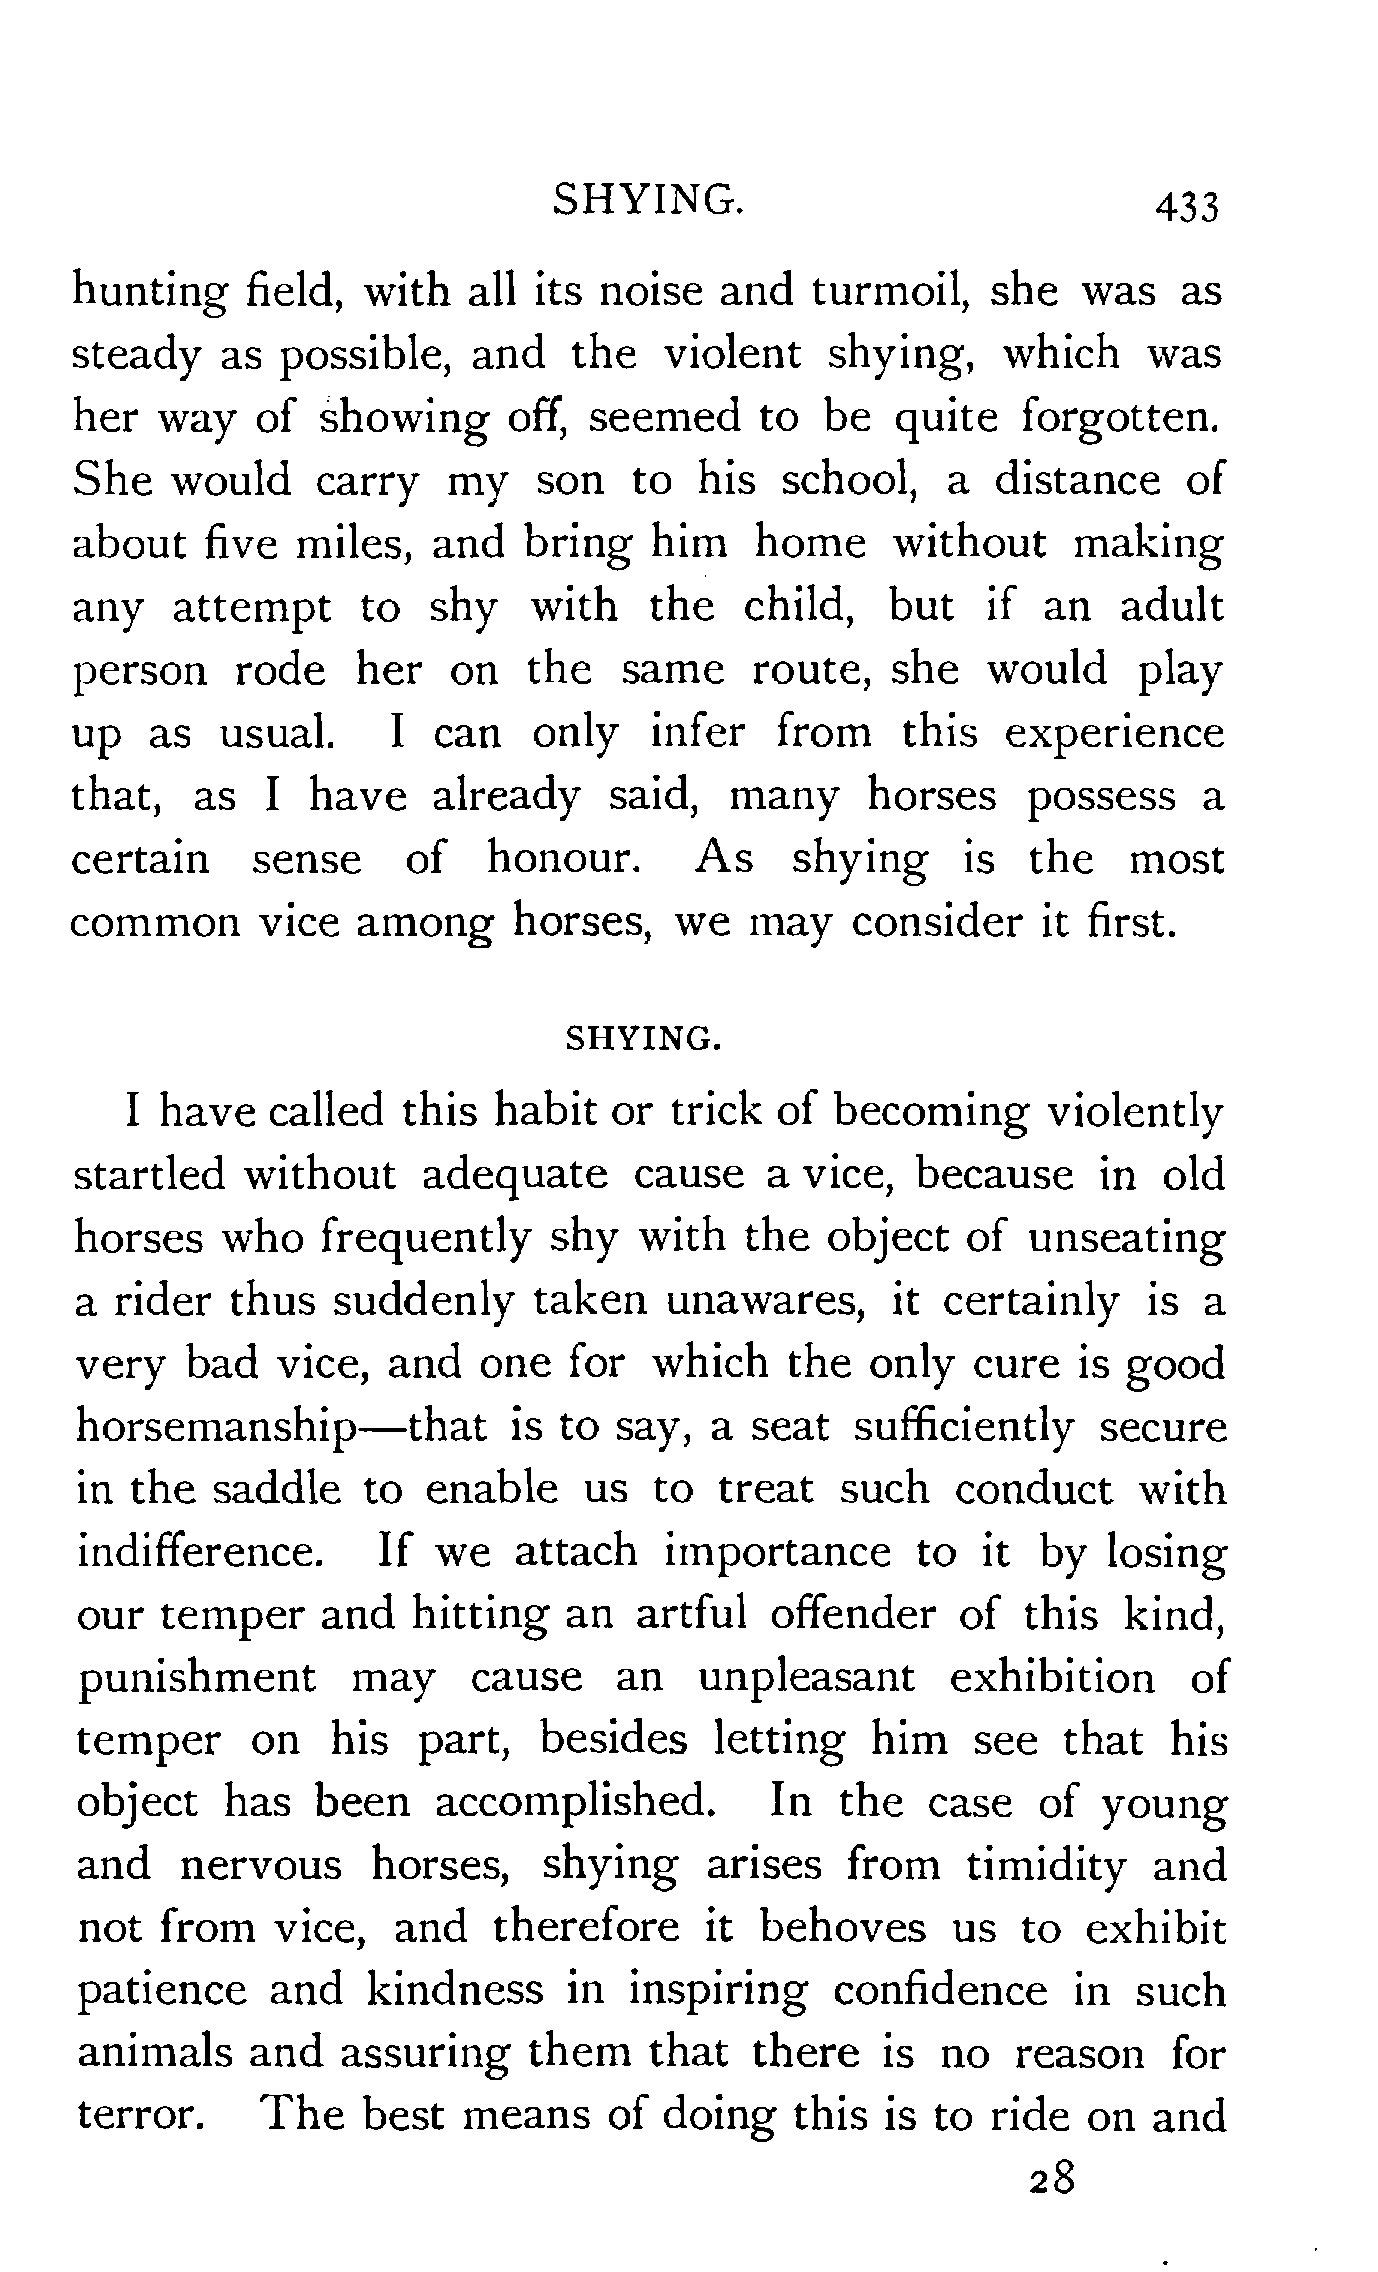 SHYING. 433
hunting field, with all its noise and turmoil, she was as
steady as possible, and the violent shying, which was
her way of showing off, seemed to be quite forgotten.
She would carry my son to his school, a distance of
about five miles, and bring him home without making
any attempt to shy with the child, but if an adult
person rode her on the same route, she would play
up as usual. I can only infer from this experience
that, as I have already said, many horses possess a
certain sense of honour. As shying is the most
common vice among horses, we may consider it first.
SHYING.
I have called this habit or trick of becoming violently
startled without adequate cause a vice, because in old
horses who frequently shy with the object of unseating
a rider thus suddenly taken unawares, it certainly is a
very bad vice, and one for which the only cure is good
horsemanship—that is to say, a seat sufficiently secure
in the saddle to enable us to treat such conduct with
indifference. If we attach importance to it by losing
our temper and hitting an artful offender of this kind,
punishment may cause an unpleasant exhibition of
temper on his part, besides letting him see that his
object has been accomplished. In the case of young
and nervous horses, shying arises from timidity and
not from vice, and therefore it behoves us to exhibit
patience and kindness in inspiring confidence in such
animals and assuring them that there is no reason for
terror. The best means of doing this is to ride on and
28